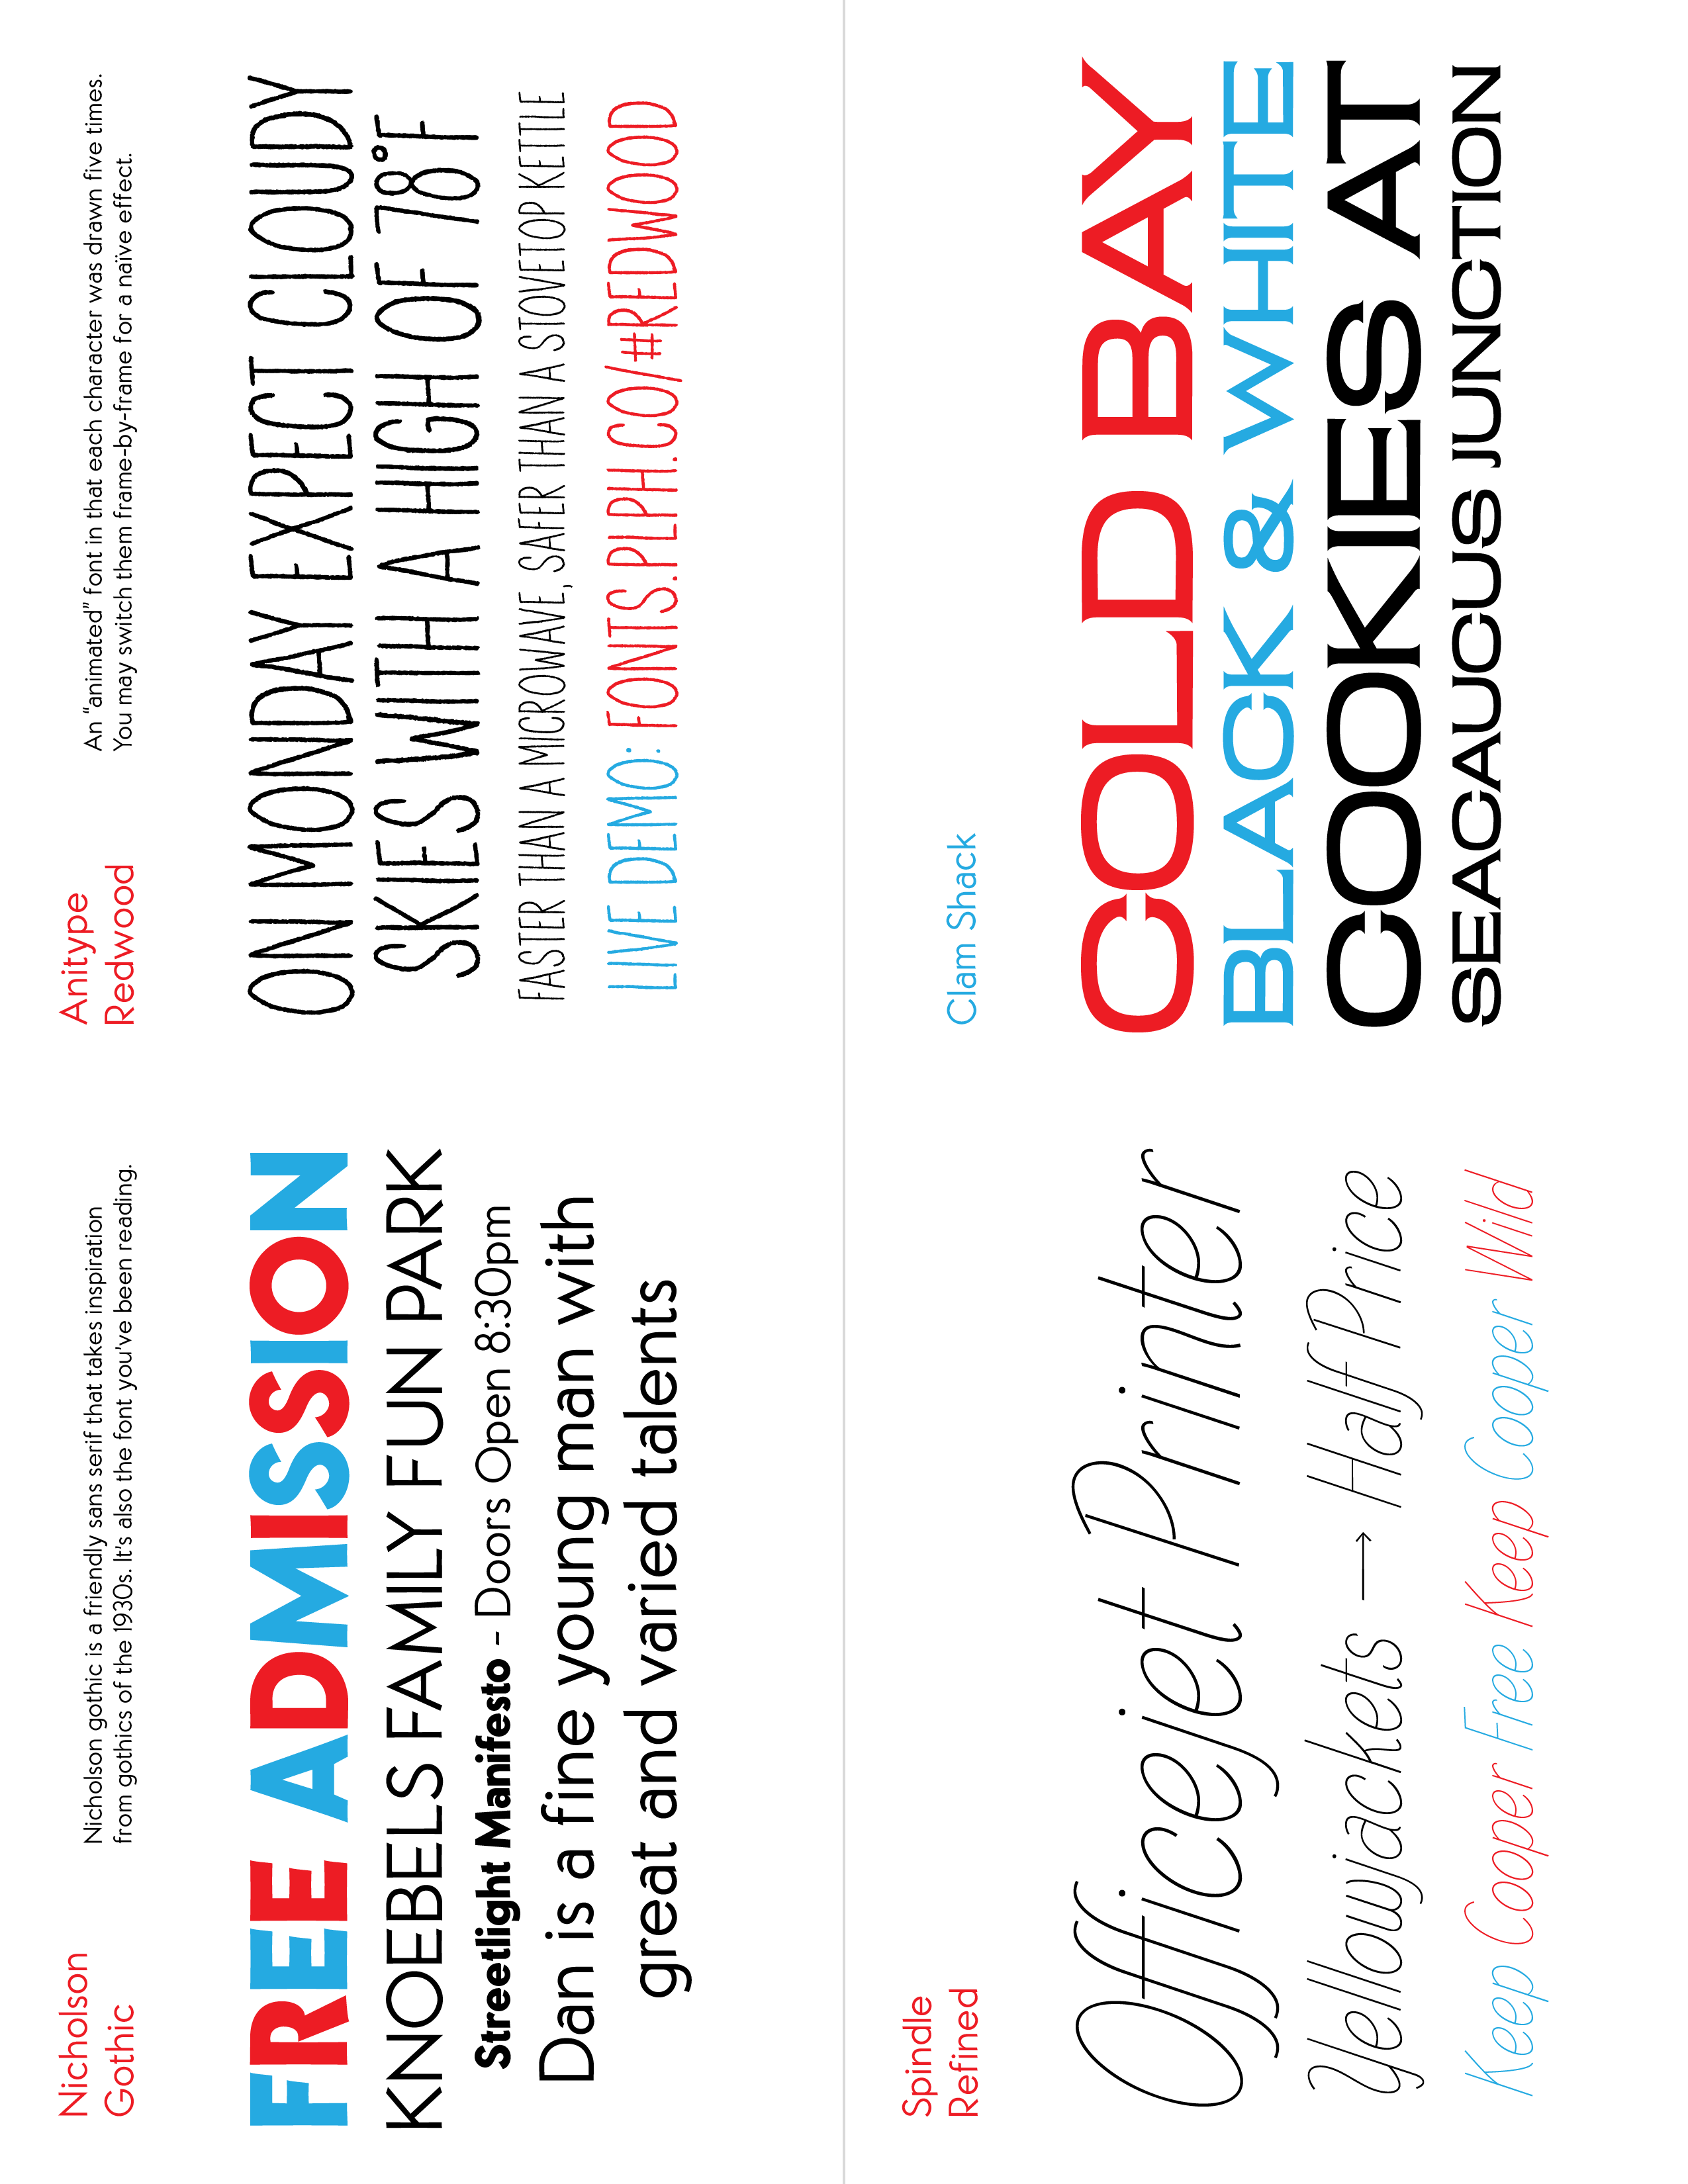 Nicholson
Gothic
Nicholson gothic is a friendly sans serif that takes inspiration
from gothics of the 1930s. It's also the font you've been reading.
FREE ADMISSION
KNOEBELS FAMILY FUN PARK
Streetlight Manifesto - Doors Open 8:30pm
Dan is a fine young man with
great and varied talents
Anitype
Redwood
An “animated” font in that each character was drawn five times.
You may switch them frame-by-frame for a naïve effect.
ON MONDAY EXPECT CLOUDY
SKIES WITH A HIGH OF 78°F
FASTER THAN A MICROWAVE, SAFER THAN A STOVETOP KETTLE
LIVE DEMO: FONTS.PLPH.CO/#REDWOOD
Spindle
Refined
Officejet Printer
Yellowjackets → Half Price
Keep Cooper Free Keep Cooper Wild
Clam Shack
COLD BAY
BLACK & WHITE
COOKIES AT
SEACAUCUS JUNCTION